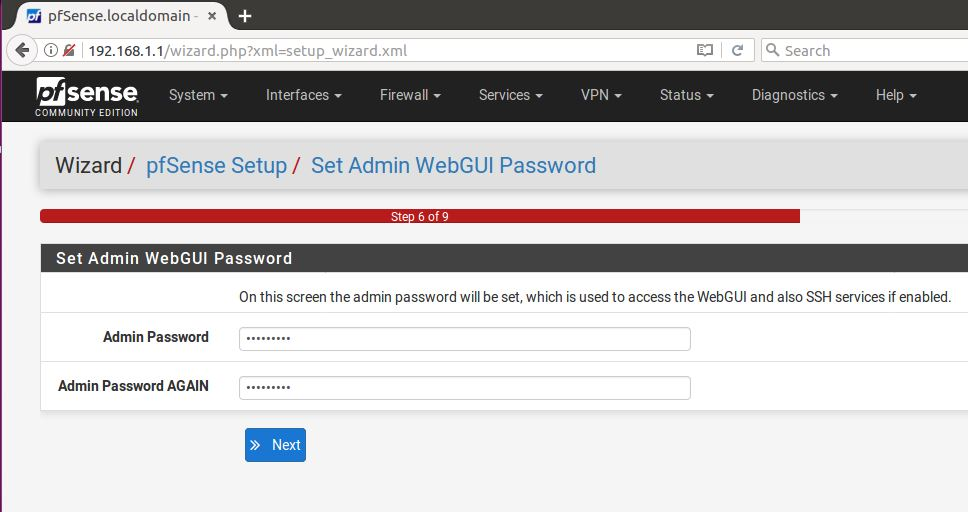 pfSense.localdomain -
192.168.1.1/wizard.php?xml=setup_wizard.xml
Search
pfsense
COMMUNITY EDITION
System Interfaces Firewall Services VPN Status Diagnostics Help
Wizard / pfSense Setup / Set Admin WebGUI Password
Step 6 of 9
Set Admin WebGUI Password
On this screen the admin password will be set, which is used to access the WebGUI and also SSH services if enabled.
Admin Password •••••••••
Admin Password AGAIN •••••••••
» Next